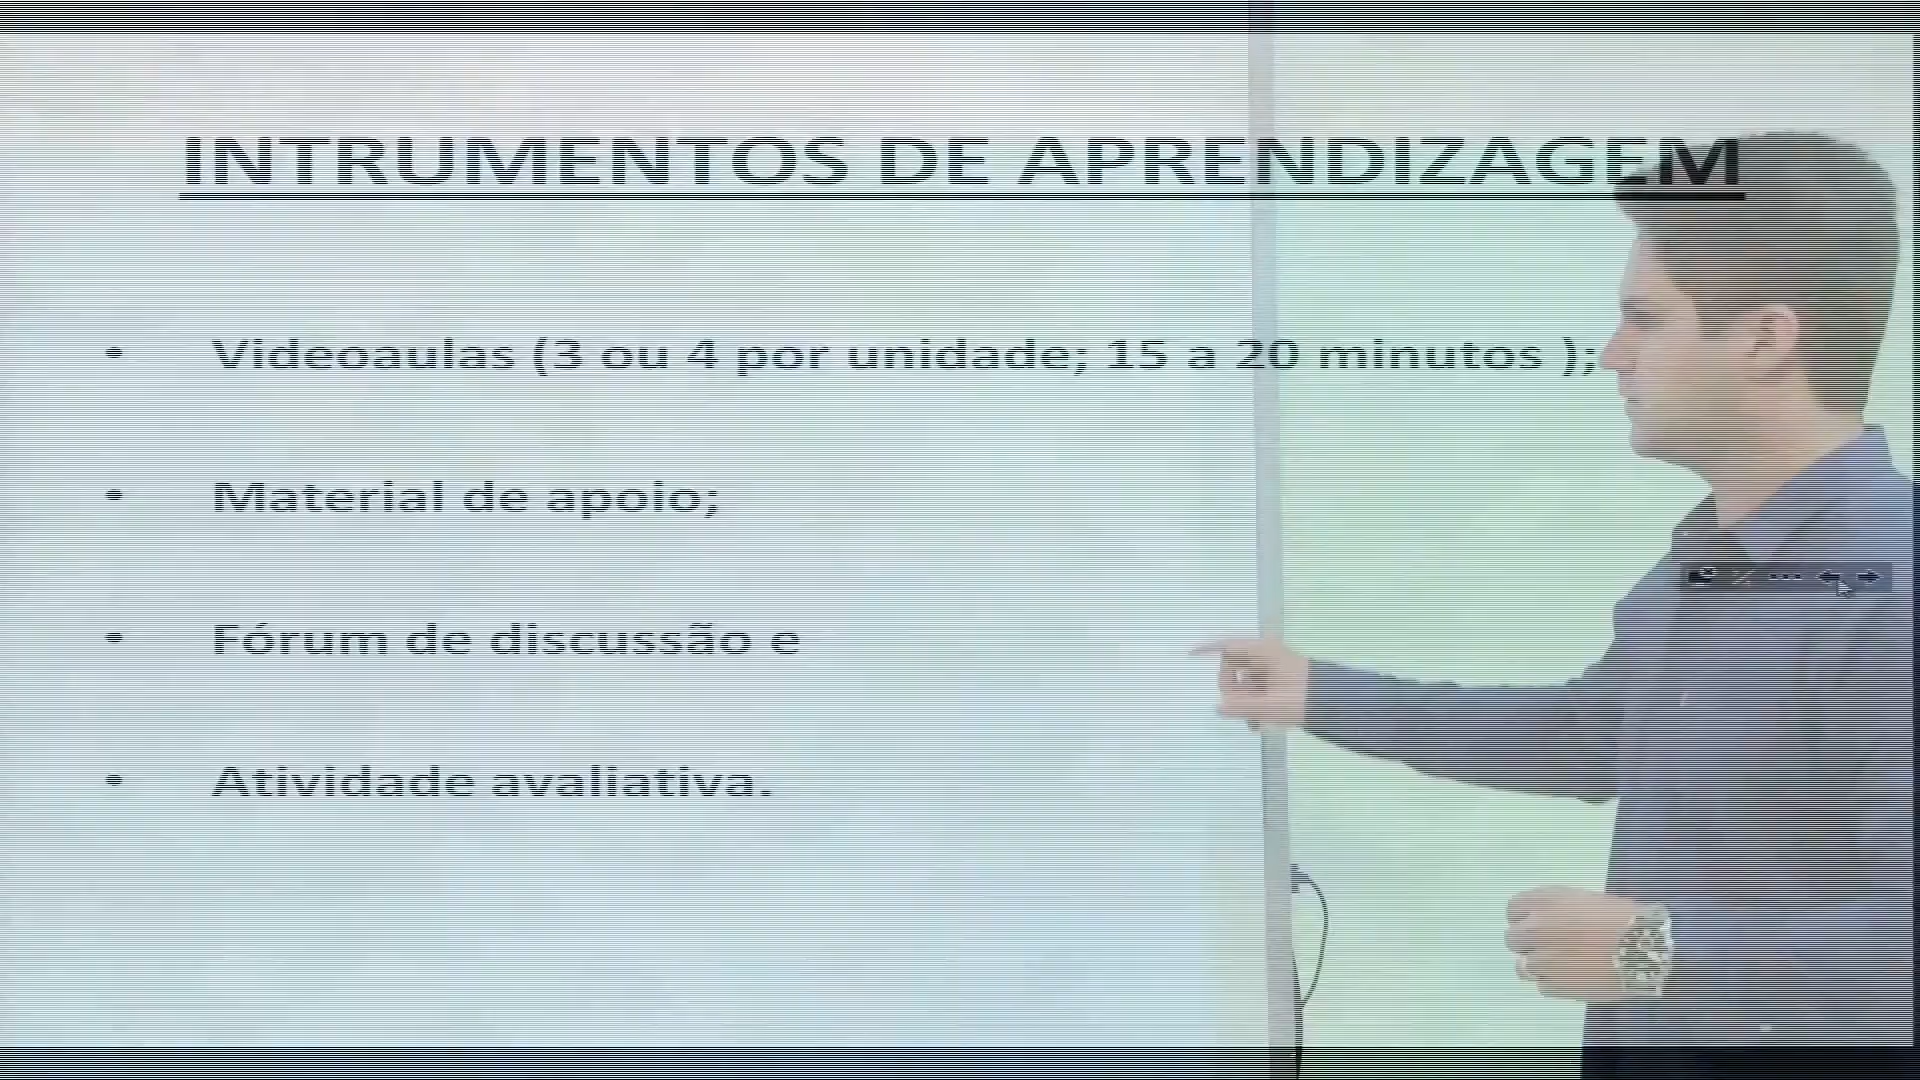 INTRUMENTOS DE APRENDIZAGEM
• Videoaulas (3 ou 4 por unidade; 15 a 20 minutos );
• Material de apoio;
• Fórum de discussão e
• Atividade avaliativa.